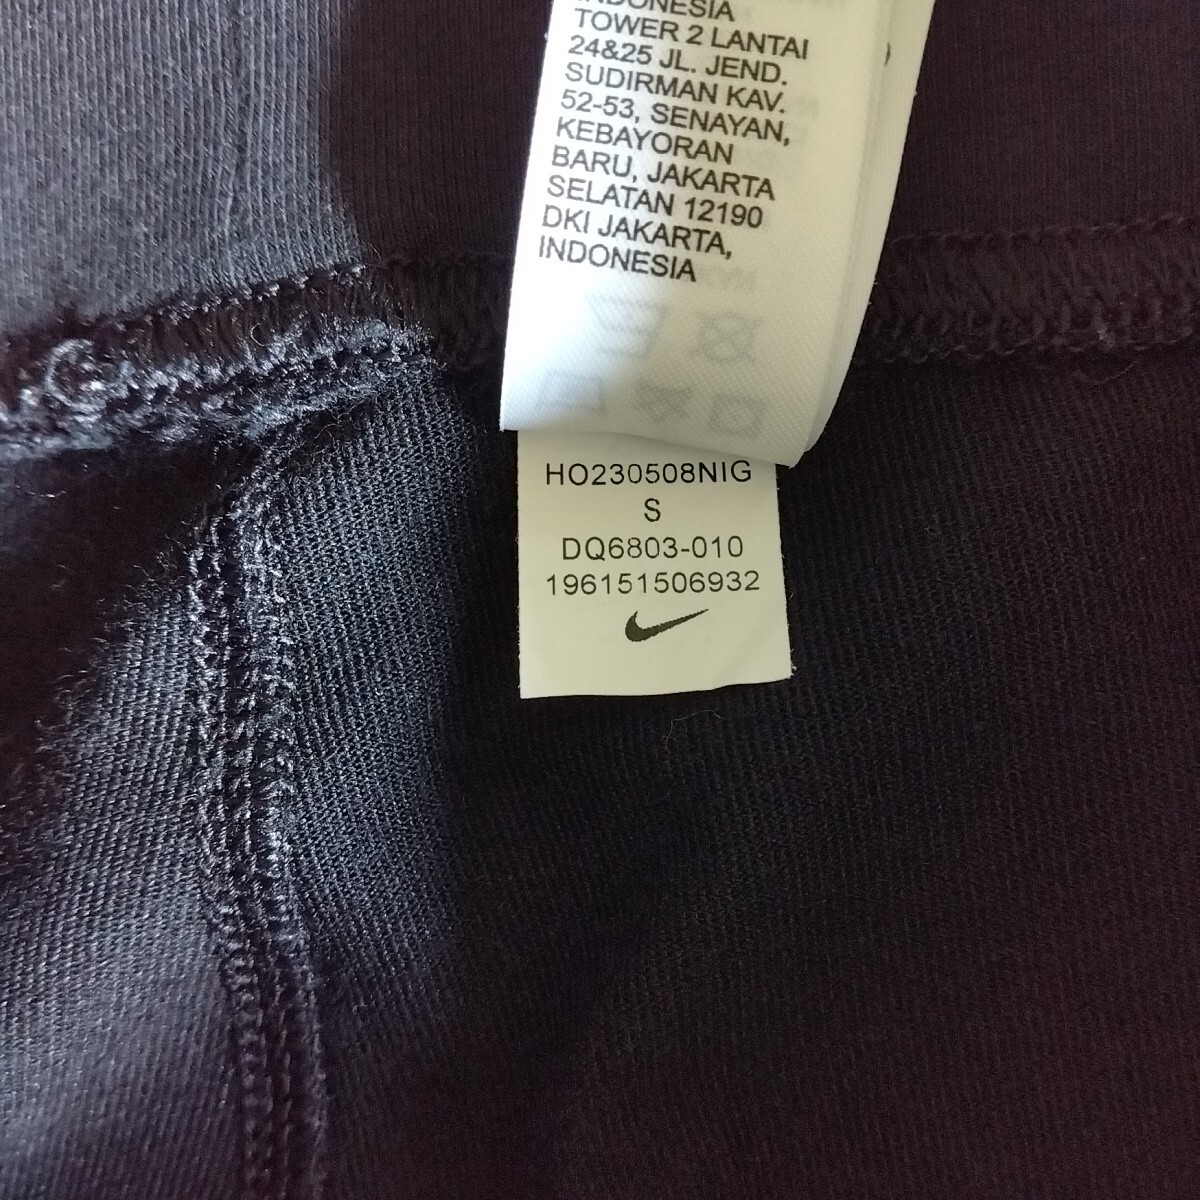 INDONESIA
TOWER 2 LANTAI
24&25 JL. JEND.
SUDIRMAN KAV.
52-53, SENAYAN,
KEBAYORAN
BARU, JAKARTA
SELATAN 12190
DKI JAKARTA,
INDONESIA
HO230508NIG
S
DQ6803-010
196151506932